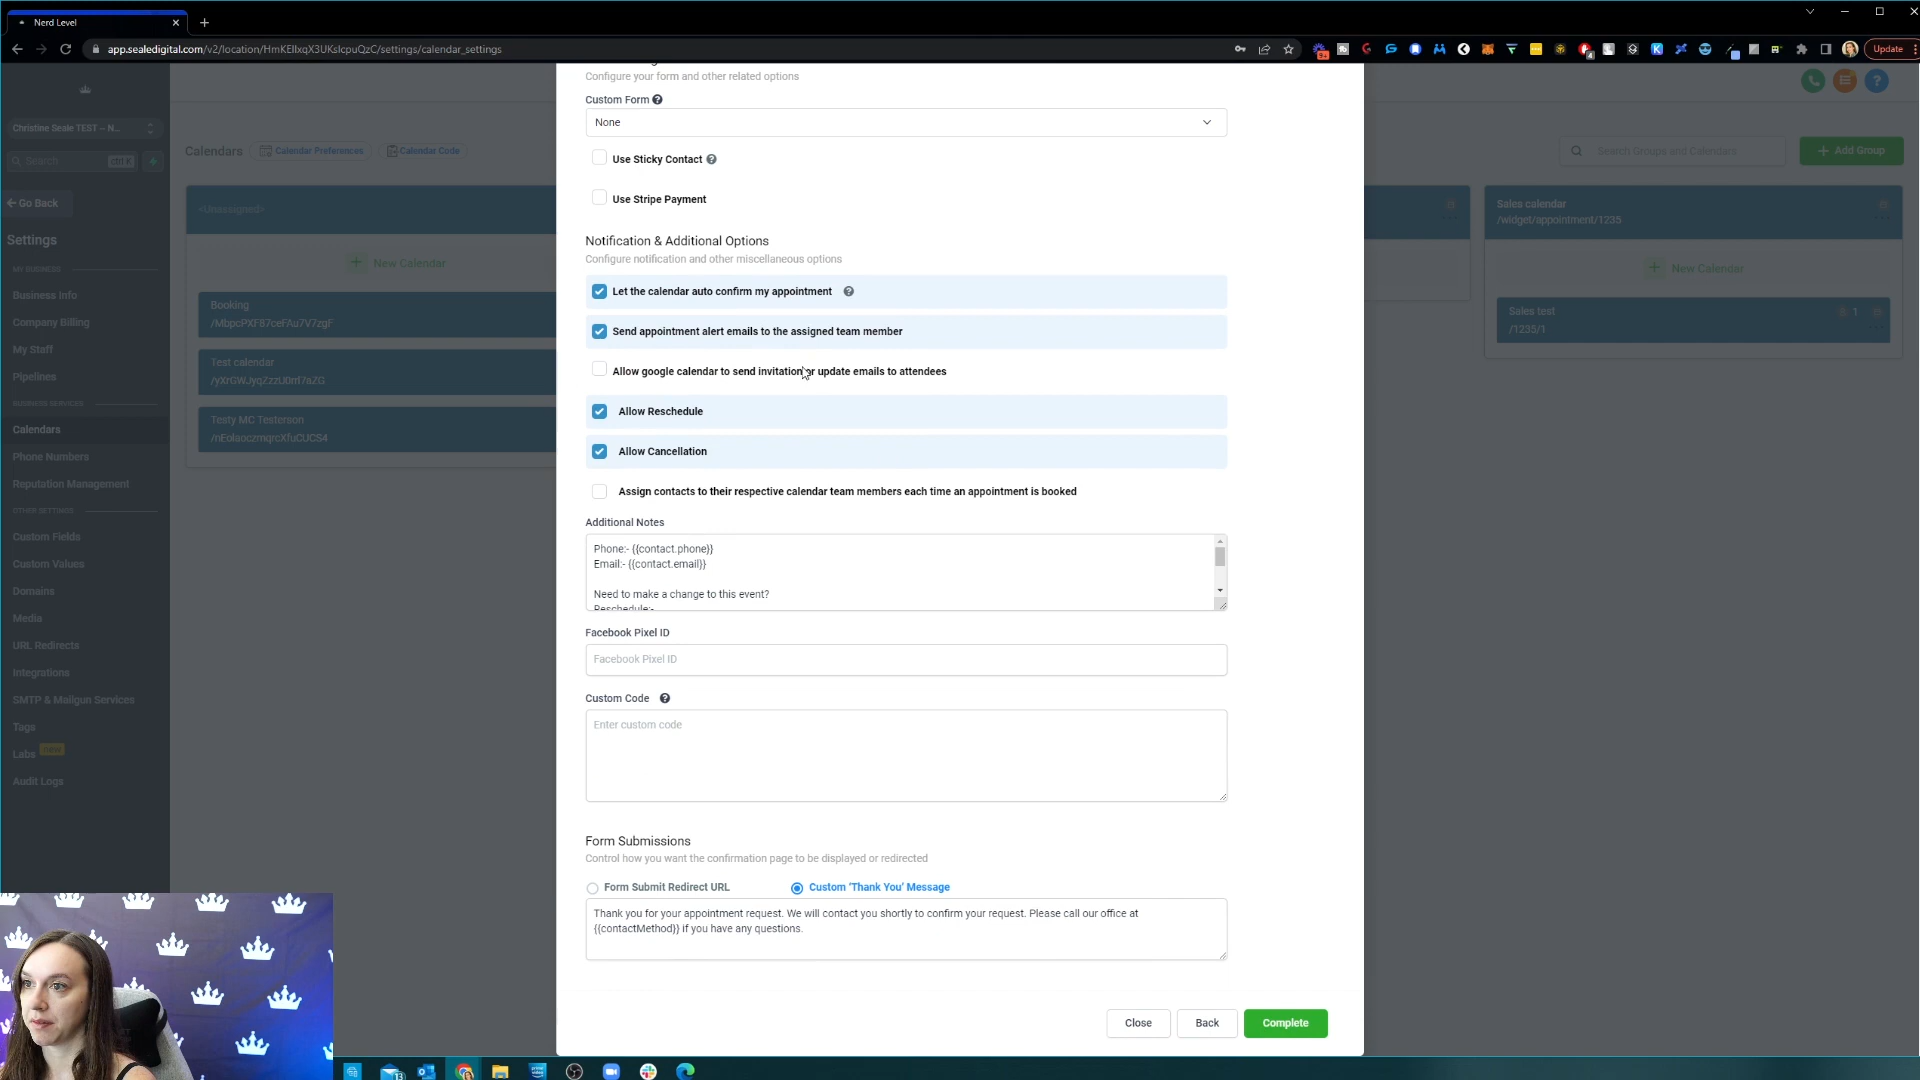 Nerd Level
app.sealedigital.com/v2/location/HmKEIlxqX3UKslcpuQzC/settings/calendar_settings
Update
Christine Seale TEST – N...
Search
ctrl K
Go Back
Settings
MY BUSINESS
Business Info
Company Billing
My Staff
Pipelines
BUSINESS SERVICES
Calendars
Phone Numbers
Reputation Management
OTHER SETTINGS
Custom Fields
Custom Values
Domains
Media
URL Redirects
Integrations
SMTP & Mailgun Services
Tags
Labs new
Audit Logs
Calendars
Calendar Preferences
Calendar Code
Search Groups and Calendars
+ Add Group
<Unassigned>
+ New Calendar
Booking
/MbpcPXF87ceFAu7V7zgF
Test calendar
Testy MC Testerson
Sales calendar
/widget/appointment/1235
+ New Calendar
Sales test
/1235/1
1
Configure your form and other related options
Custom Form
None
Use Sticky Contact
Use Stripe Payment
Notification & Additional Options
Configure notification and other miscellaneous options
Let the calendar auto confirm my appointment
Send appointment alert emails to the assigned team member
Allow google calendar to send invitation or update emails to attendees
Allow Reschedule
Allow Cancellation
Assign contacts to their respective calendar team members each time an appointment is booked
Additional Notes
Phone:- {{contact.phone}}
Email:- {{contact.email}}
Need to make a change to this event?
Reschedule:-
Facebook Pixel ID
Facebook Pixel ID
Custom Code
Enter custom code
Form Submissions
Control how you want the confirmation page to be displayed or redirected
Form Submit Redirect URL
Custom 'Thank You' Message
Thank you for your appointment request. We will contact you shortly to confirm your request. Please call our office at
{{contactMethod}} if you have any questions.
Close
Back
Complete